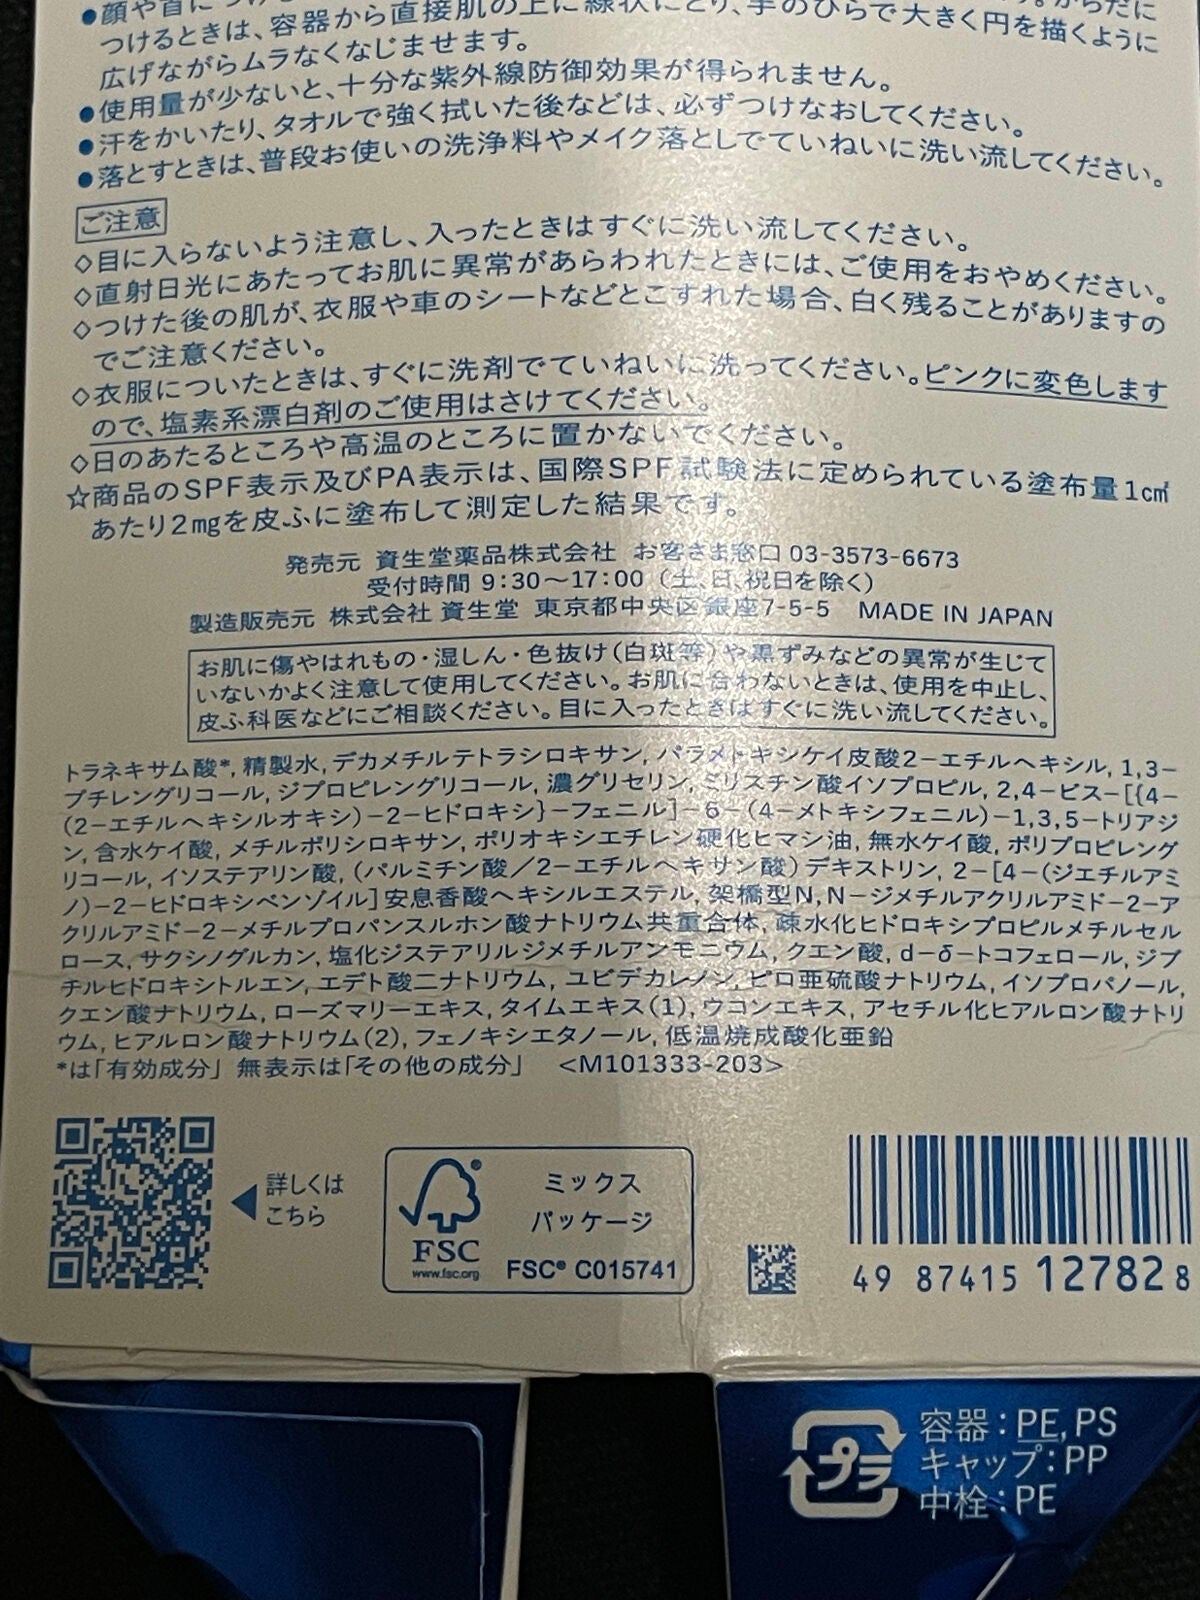 ●顔や首に
つけるときは、容器から直接肌の上に線状にとり、手のひらで大きく円を描くように
広げながらムラなくなじませます。
●使用量が少ないと、十分な紫外線防御効果が得られません。
●汗をかいたり、タオルで強く拭いた後などは、必ずつけなおしてください。
●落とすときは、普段お使いの洗浄料やメイク落としでていねいに洗い流してください。
ご注意
◇目に入らないよう注意し、入ったときはすぐに洗い流してください。
◇直射日光にあたってお肌に異常があらわれたときには、ご使用をおやめください。
◇つけた後の肌が、衣服や車のシートなどとこすれた場合、白く残ることがありますの
でご注意ください。
◇衣服についたときは、すぐに洗剤でていねいに洗ってください。ピンクに変色します
ので、塩素系漂白剤のご使用はさけてください。
◇日のあたるところや高温のところに置かないでください。
☆商品のSPF表示及びPA表示は、国際SPF試験法に定められている塗布量1c㎡
あたり2mgを皮ふに塗布して測定した結果です。
発売元 資生堂薬品株式会社 お客さま窓口 03-3573-6673
受付時間 9:30〜17:00 (土、日、祝日を除く)
製造販売元 株式会社 資生堂 東京都中央区銀座7-5-5 MADE IN JAPAN
お肌に傷やはれもの・湿しん・色抜け(白斑等)や黒ずみなどの異常が生じて
いないかよく注意して使用してください。お肌に合わないときは、使用を中止し、
皮ふ科医などにご相談ください。目に入ったときはすぐに洗い流してください。
トラネキサム酸*, 精製水, デカメチルテトラシロキサン, パラメトキシケイ皮酸2−エチルヘキシル, 1,3−
ブチレングリコール, ジプロピレングリコール, 濃グリセリン, ミリスチン酸イソプロピル, 2,4−ビス−[{4−
(2−エチルヘキシルオキシ)−2−ヒドロキシ}−フェニル]−6−(4−メトキシフェニル)−1,3,5−トリアジ
ン, 含水ケイ酸, メチルポリシロキサン, ポリオキシエチレン硬化ヒマシ油, 無水ケイ酸, ポリプロピレング
リコール, イソステアリン酸, (パルミチン酸／2−エチルヘキサン酸)デキストリン, 2−[4−(ジエチルアミ
ノ)−2−ヒドロキシベンゾイル]安息香酸ヘキシルエステル, 架橋型N,N−ジメチルアクリルアミド−2−ア
クリルアミド−2−メチルプロパンスルホン酸ナトリウム共重合体, 疎水化ヒドロキシプロピルメチルセル
ロース, サクシノグルカン, 塩化ジステアリルジメチルアンモニウム, クエン酸, d−δ−トコフェロール, ジブ
チルヒドロキシトルエン, エデト酸二ナトリウム, ユビデカレノン, ピロ亜硫酸ナトリウム, イソプロパノール,
クエン酸ナトリウム, ローズマリーエキス, タイムエキス(1), ウコンエキス, アセチル化ヒアルロン酸ナトリ
ウム, ヒアルロン酸ナトリウム(2), フェノキシエタノール, 低温焼成酸化亜鉛
*は「有効成分」 無表示は「その他の成分」 <M101333-203>
詳しくは
こちら
FSC
www.fsc.org
ミックス
パッケージ
FSC® C015741
49 87415 12782 8
プラ
容器：PE, PS
キャップ：PP
中栓：PE